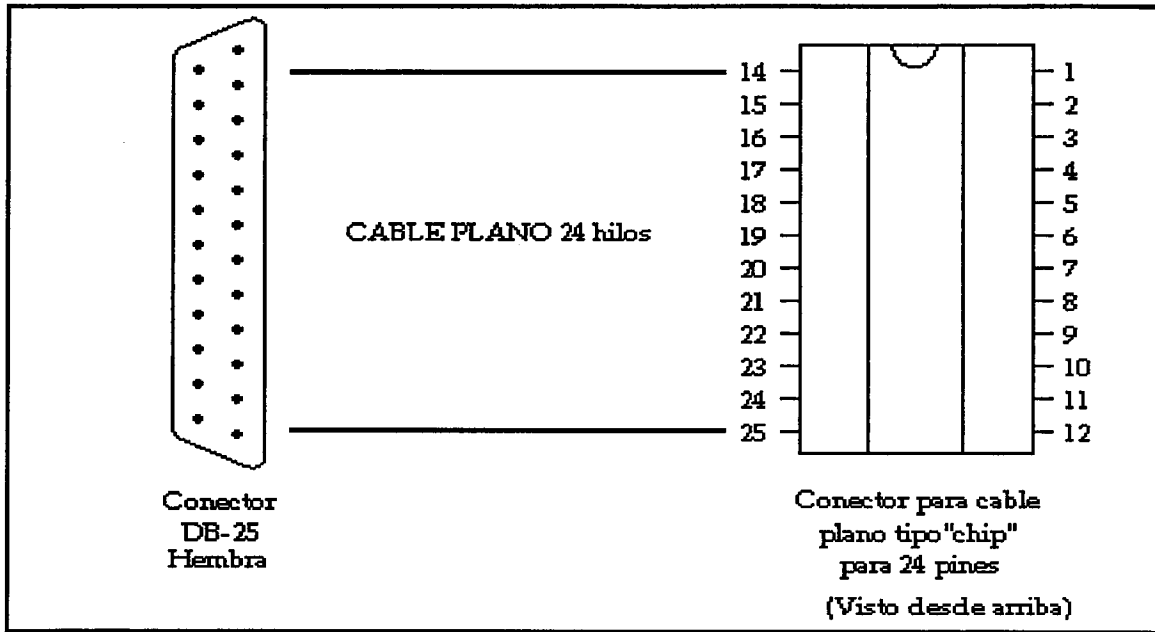 14 1
15 2
16 3
17 4
18 5
19 6
20 7
21 8
22 9
23 10
24 11
25 12
CABLE PLANO 24 hilos
Conector
DB-25
Hembra
Conector para cable
plano tipo "chip"
para 24 pines
(Visto desde arriba)